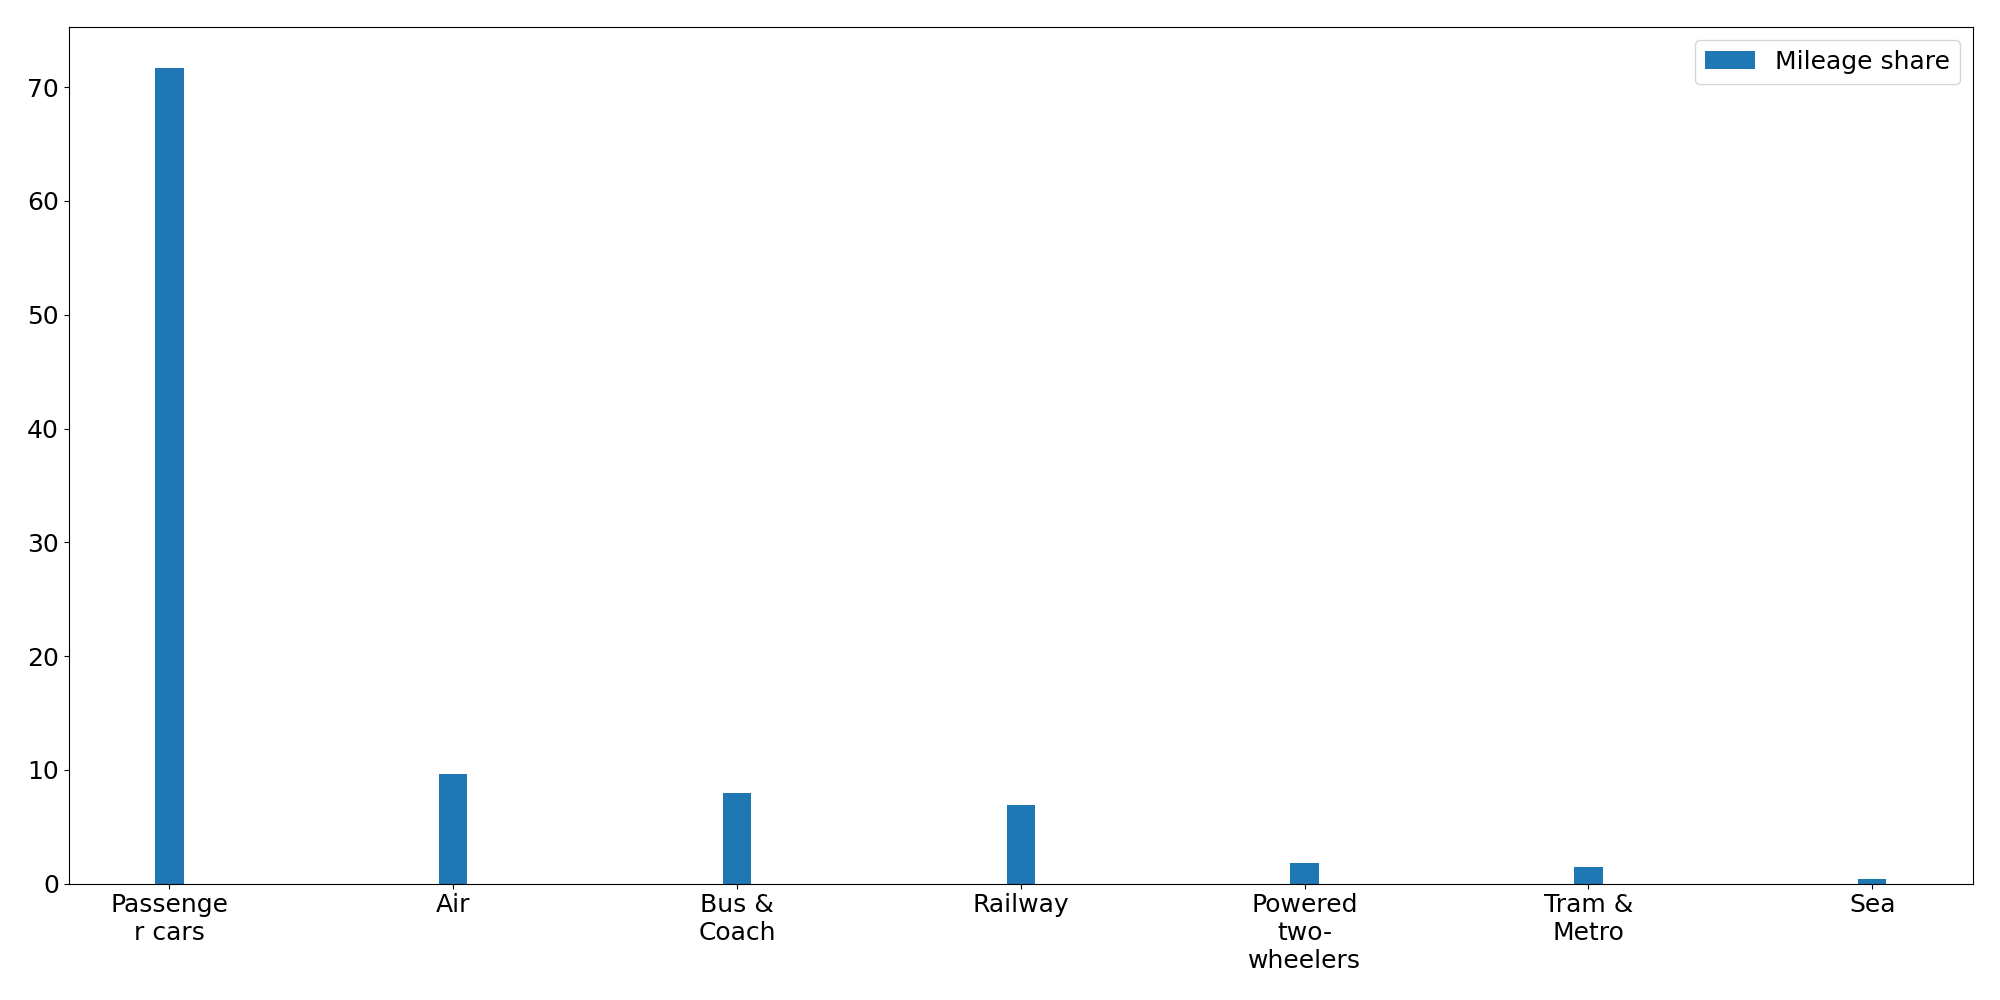 Mileage share
70
60
50
40
30
20
10
0
Passenge
r cars
Air
Bus &
Coach
Railway
Powered
two-
wheelers
Tram &
Metro
Sea